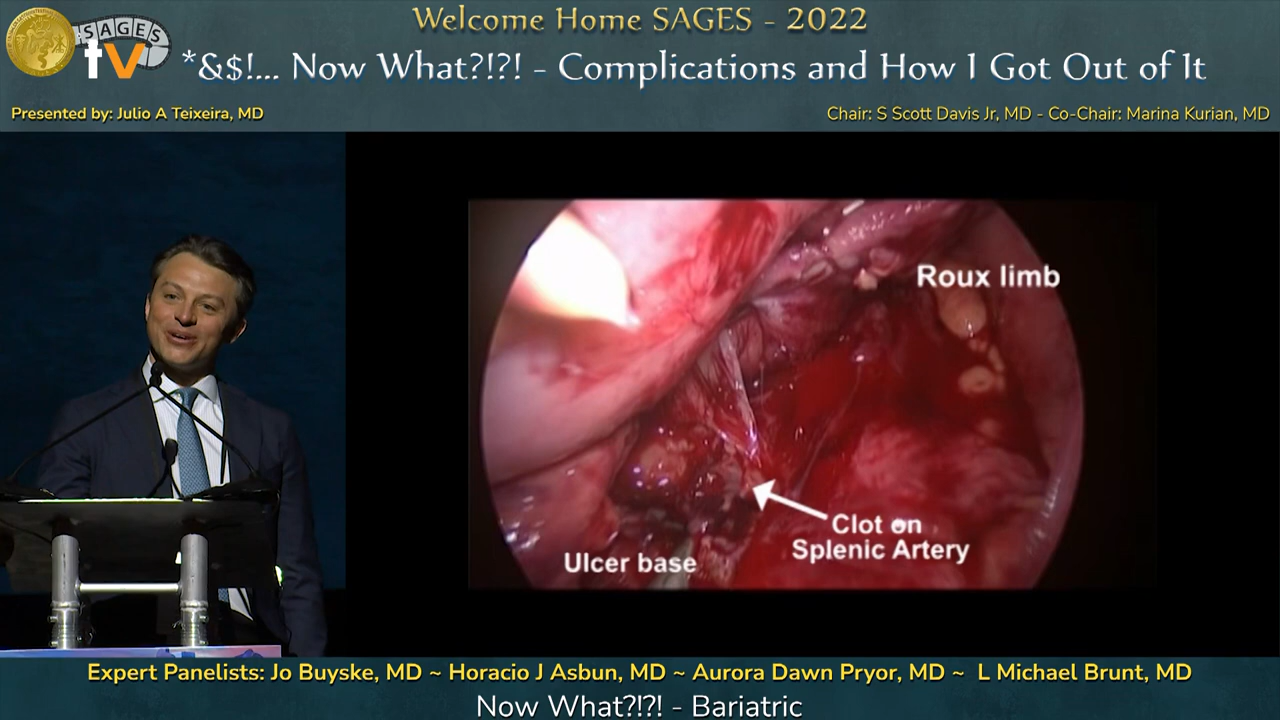 Welcome Home SAGES - 2022
SAGES
tv
*&$!... Now What?!?! - Complications and How I Got Out of It
Presented by: Julio A Teixeira, MD
Chair: S Scott Davis Jr, MD - Co-Chair: Marina Kurian, MD
Roux limb
Clot on
Splenic Artery
Ulcer base
Expert Panelists: Jo Buyske, MD ~ Horacio J Asbun, MD ~ Aurora Dawn Pryor, MD ~ L Michael Brunt, MD
Now What?!?! - Bariatric